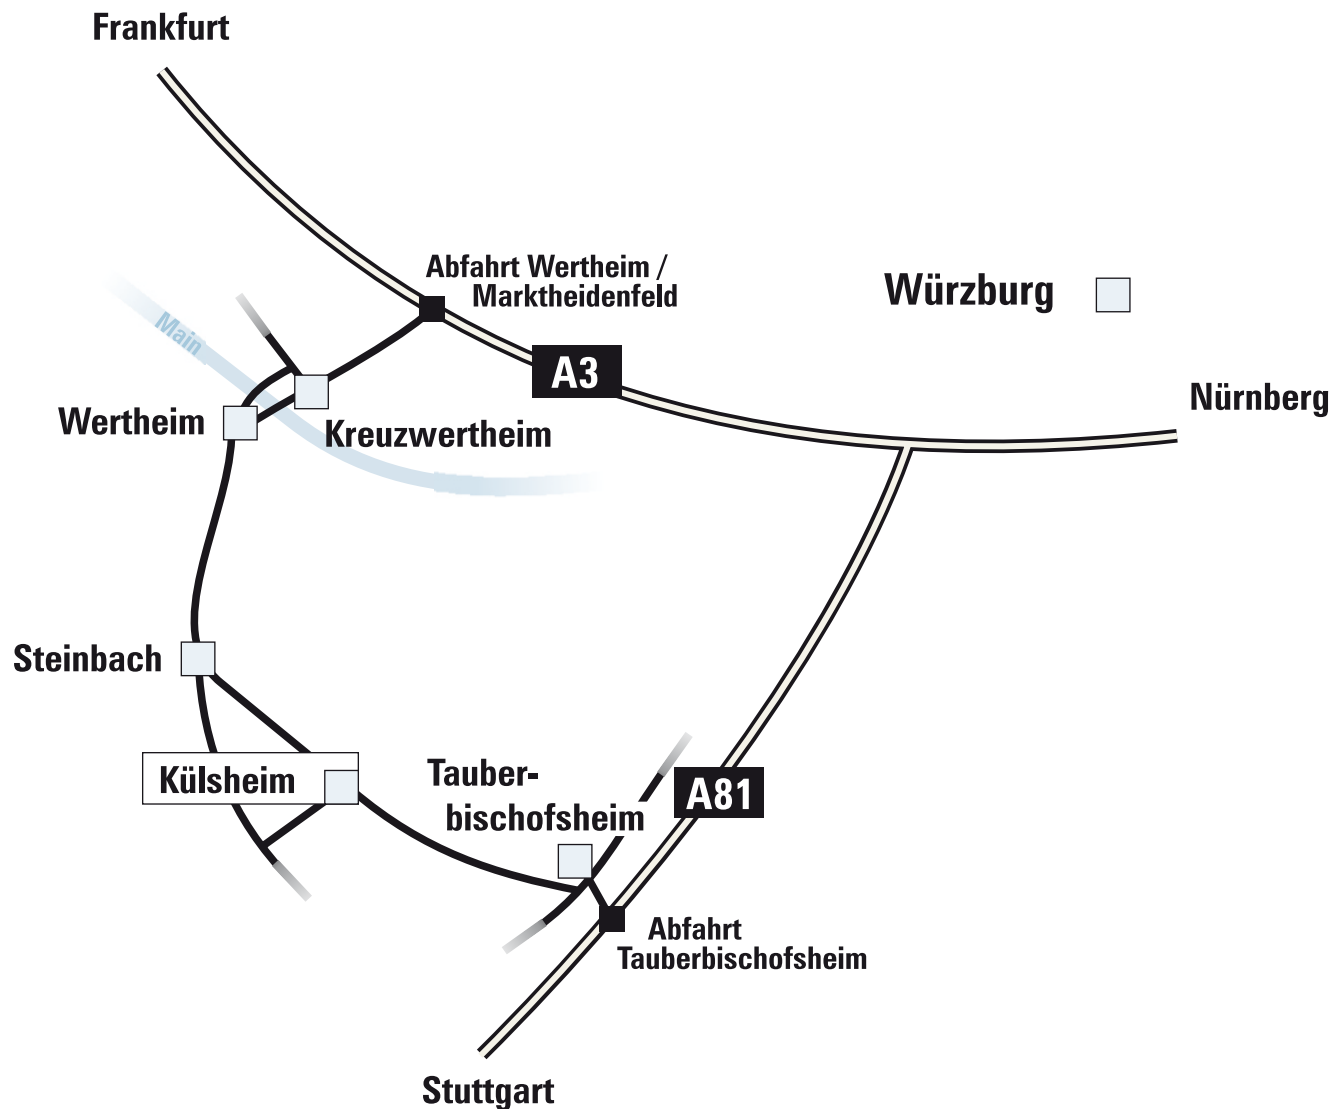 Frankfurt
Abfahrt Wertheim /
Marktheidenfeld
Würzburg
Main
A3
Nürnberg
Wertheim
Kreuzwertheim
Steinbach
Külsheim
Tauber-
bischofsheim
A81
Abfahrt
Tauberbischofsheim
Stuttgart